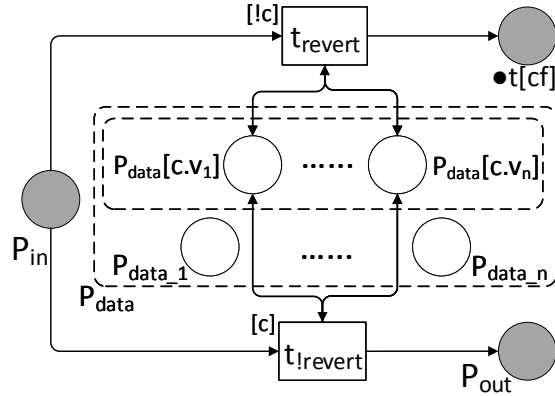 [!c]
t_revert
●t[cf]
P_data[c.v_1] ...... P_data[c.v_n]
P_in
P_data_1 ...... P_data_n
P_data
[c]
t_!revert
P_out